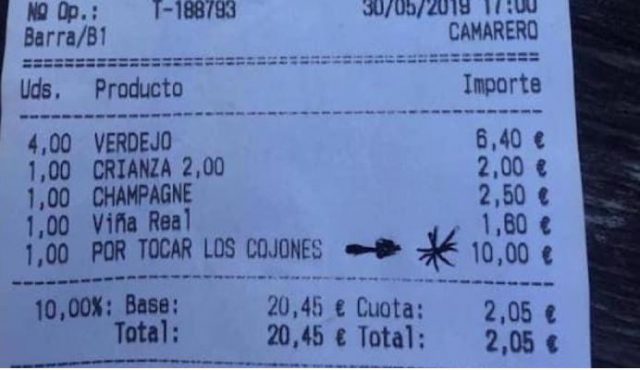 Nº Op.: T-188793 30/05/2019 17:00
Barra/B1 CAMARERO
Uds. Producto Importe
4,00 VERDEJO 6,40 €
1,00 CRIANZA 2,00 2,00 €
1,00 CHAMPAGNE 2,50 €
1,00 Viña Real 1,60 €
1,00 POR TOCAR LOS COJONES 10,00 €
10,00%: Base: 20,45 € Cuota: 2,05 €
Total: 20,45 € Total: 2,05 €